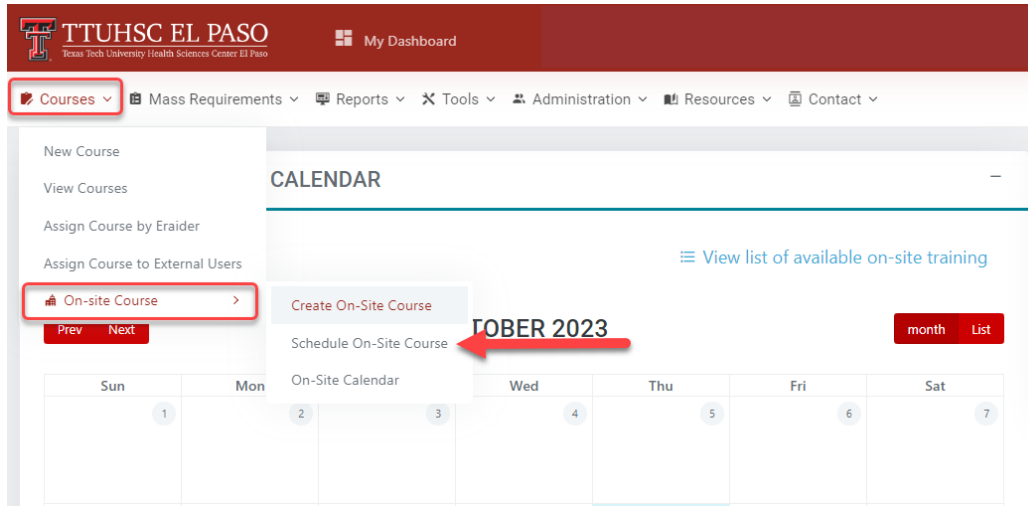 TTUHSC EL PASO
Texas Tech University Health Sciences Center El Paso
My Dashboard
Courses Mass Requirements Reports Tools Administration Resources Contact
New Course
View Courses
Assign Course by Eraider
Assign Course to External Users
On-site Course
Create On-Site Course
Schedule On-Site Course
On-Site Calendar
CALENDAR
View list of available on-site training
Prev Next
TOBER 2023
month List
Sun Mon Wed Thu Fri Sat
1 2 3 4 5 6 7